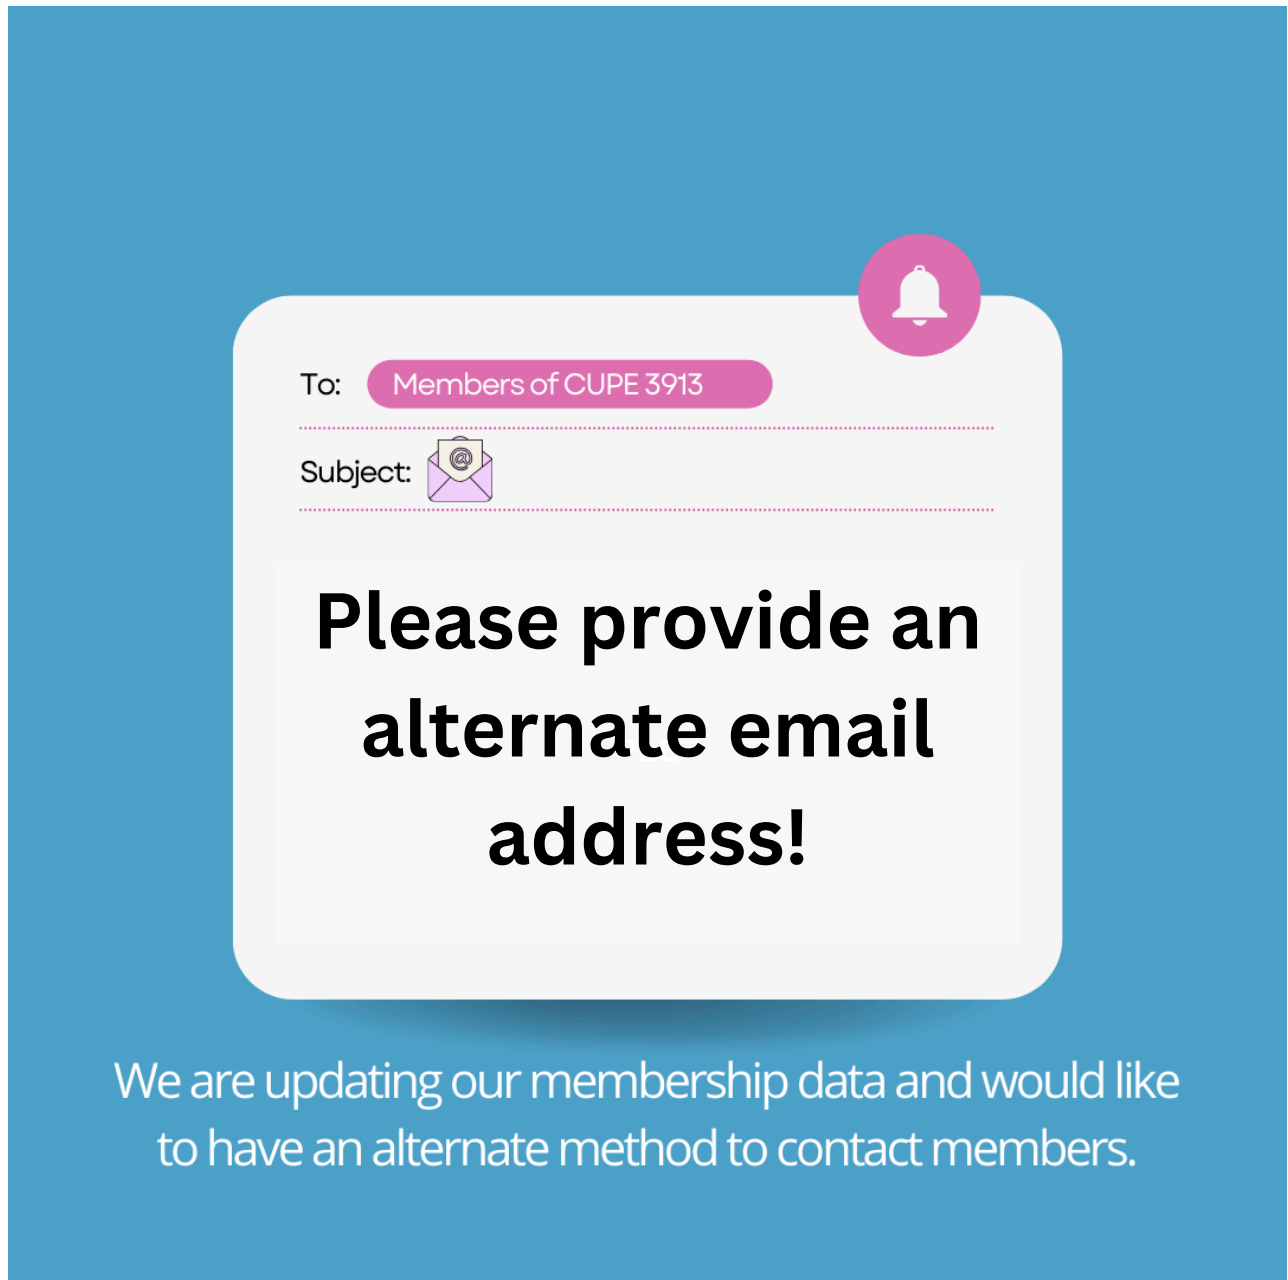 To: Members of CUPE 3913
Subject: @
Please provide an
alternate email
address!
We are updating our membership data and would like
to have an alternate method to contact members.